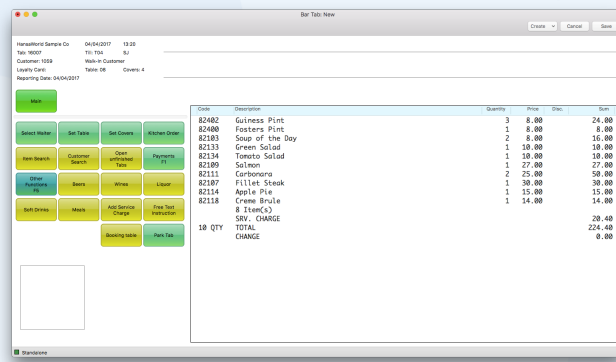 Bar Tab: New
Create Cancel Save
HansaWorld Sample Co 04/04/2017 13:20
Tab: 16007 Till: T04 SJ
Customer: 1059 Walk-In Customer
Loyalty Card: Table: 06 Covers: 4
Reporting Date: 04/04/2017
Main
Select Waiter Set Table Set Covers Kitchen Order
Item Search Customer Search Open unfinished Tabs Payments F1
Other Functions F6 Beers Wines Liquor
Soft Drinks Meals Add Service Charge Free Text Instruction
Booking table Park Tab
Code Description Quantity Price Disc. Sum
82402 Guiness Pint 3 8.00 24.00
82400 Fosters Pint 1 8.00 8.00
82103 Soup of the Day 2 8.00 16.00
82133 Green Salad 1 10.00 10.00
82134 Tomato Salad 1 10.00 10.00
82109 Salmon 1 27.00 27.00
82111 Carbonara 2 25.00 50.00
82107 Fillet Steak 1 30.00 30.00
82114 Apple Pie 1 15.00 15.00
82118 Creme Brule 1 14.00 14.00
8 Item(s)
SRV. CHARGE 20.40
10 QTY TOTAL 224.40
CHANGE 0.00
Standalone